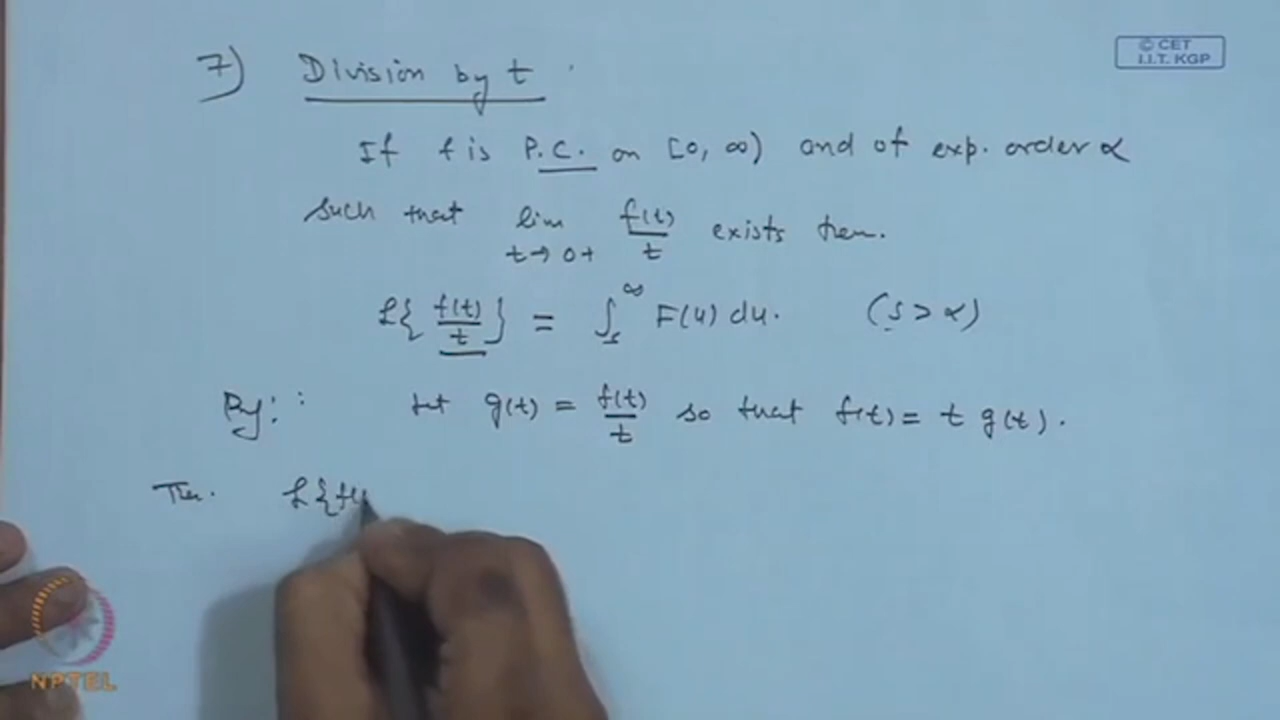 © CET
I.I.T. KGP
7) Division by t
If f is P.C. on [0, ∞) and of exp. order α
such that lim t→0+ f(t)/t exists then.
L{ f(t)/t } = ∫_s^∞ F(u) du. (s > α)
let g(t) = f(t)/t so that f(t) = t g(t).
Then. L{f(
NPTEL